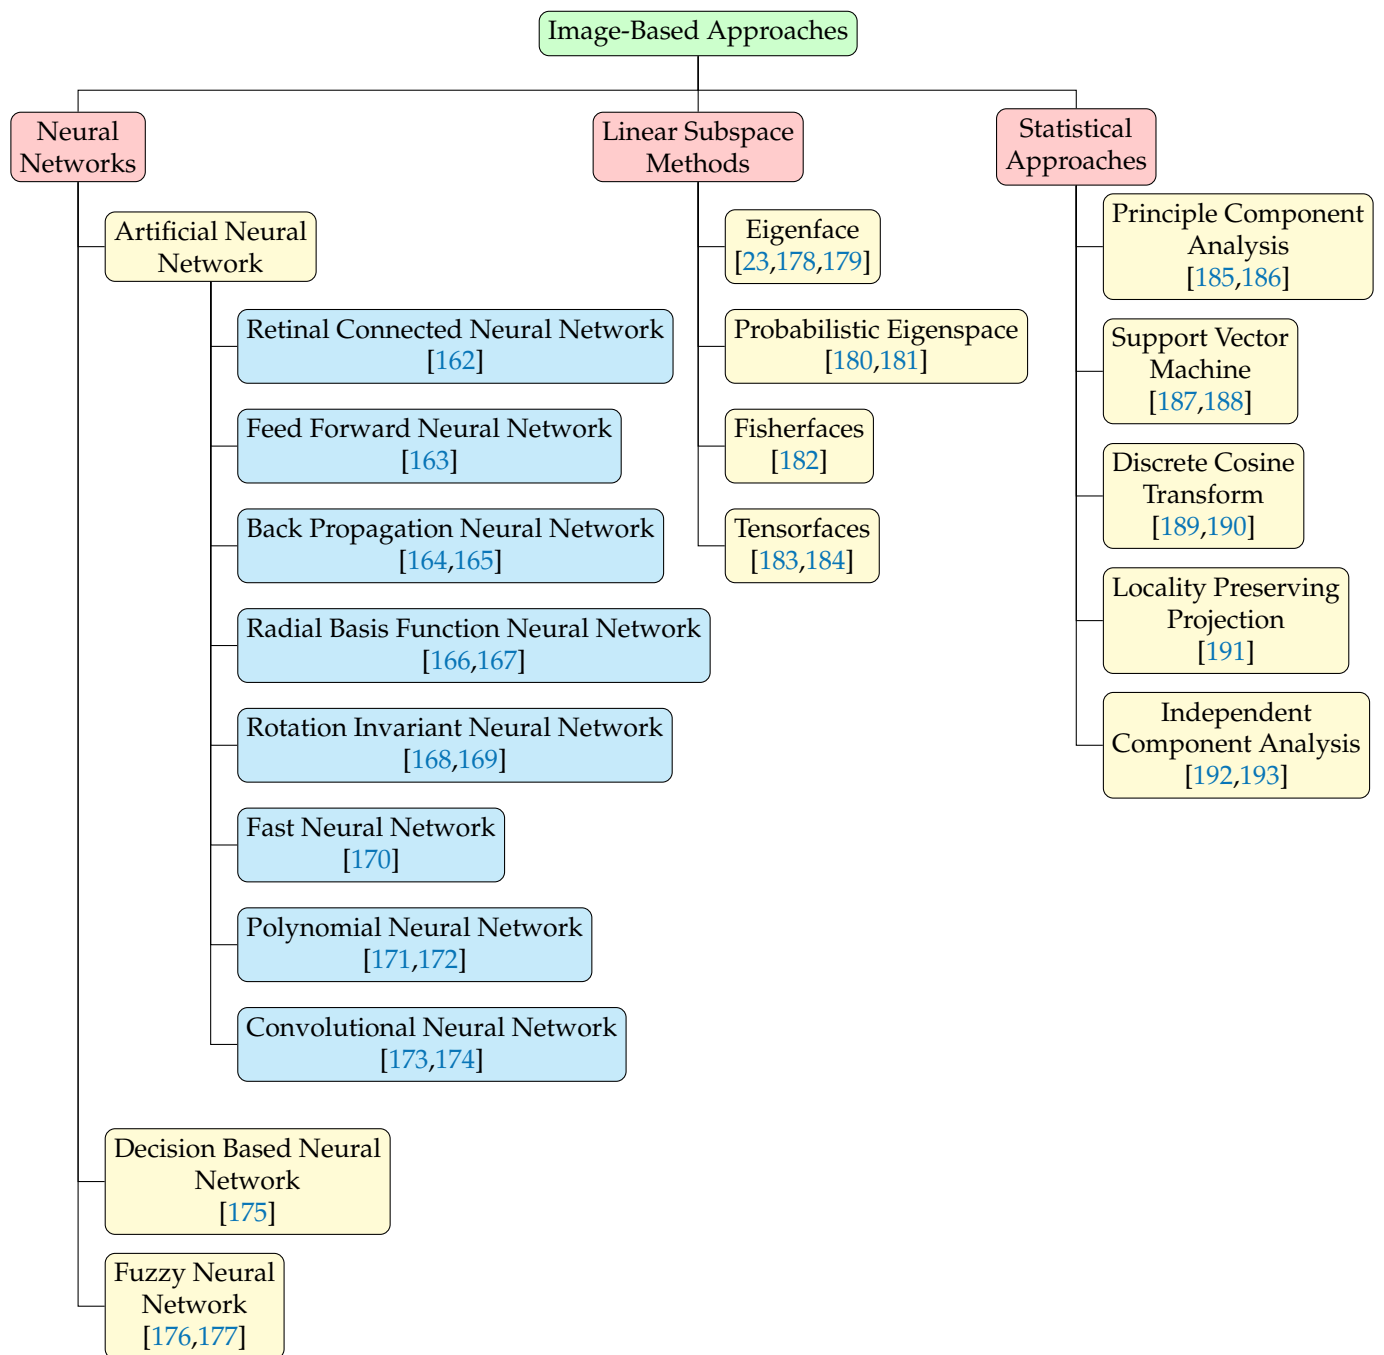 Image-Based Approaches
Neural
Networks
Artificial Neural
Network
Retinal Connected Neural Network
[162]
Feed Forward Neural Network
[163]
Back Propagation Neural Network
[164,165]
Radial Basis Function Neural Network
[166,167]
Rotation Invariant Neural Network
[168,169]
Fast Neural Network
[170]
Polynomial Neural Network
[171,172]
Convolutional Neural Network
[173,174]
Decision Based Neural
Network
[175]
Fuzzy Neural
Network
[176,177]
Linear Subspace
Methods
Eigenface
[23,178,179]
Probabilistic Eigenspace
[180,181]
Fisherfaces
[182]
Tensorfaces
[183,184]
Statistical
Approaches
Principle Component
Analysis
[185,186]
Support Vector
Machine
[187,188]
Discrete Cosine
Transform
[189,190]
Locality Preserving
Projection
[191]
Independent
Component Analysis
[192,193]